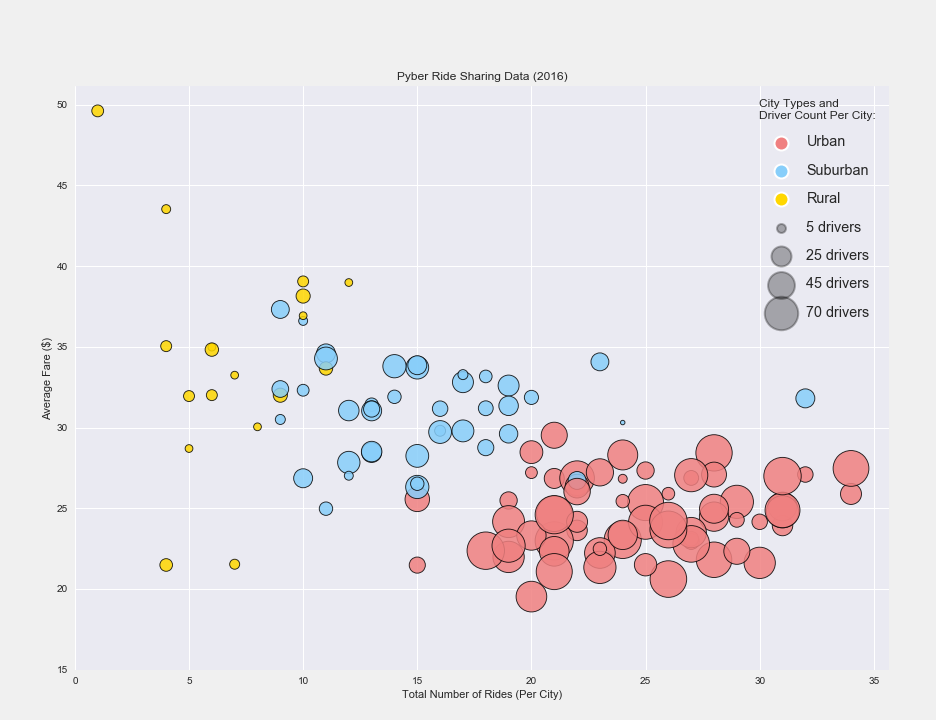 Pyber Ride Sharing Data (2016)
50
45
40
35
30
25
20
15
Average Fare ($)
City Types and
Driver Count Per City:
Urban
Suburban
Rural
5 drivers
25 drivers
45 drivers
70 drivers
0 5 10 15 20 25 30 35
Total Number of Rides (Per City)